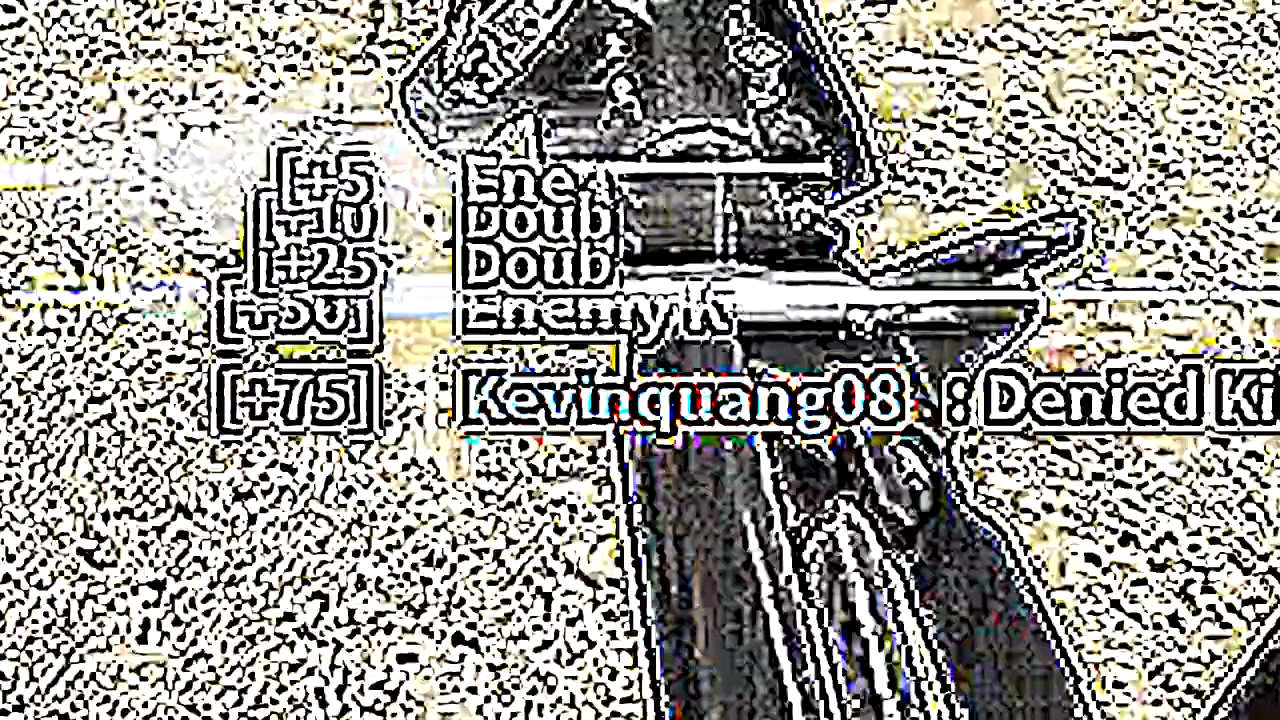 [+5 Ene
[+10 Doub
[+25 Doub
[+50] Enemy K
[+75] Kevinquang08 : Denied Ki